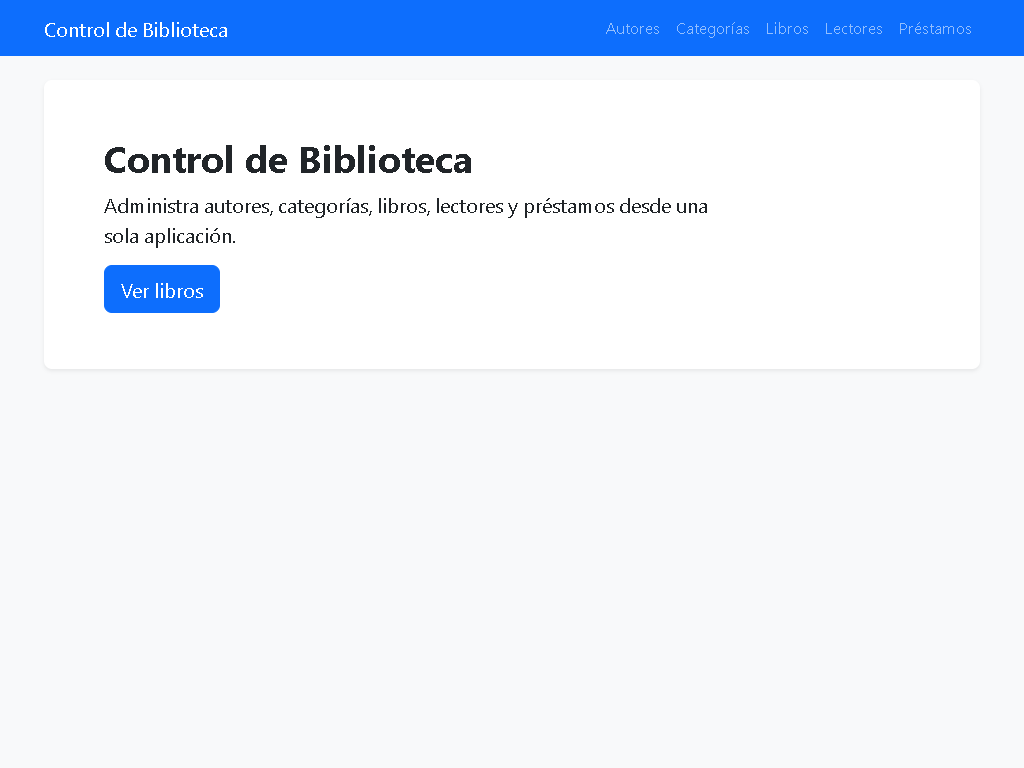 Control de Biblioteca
Autores Categorías Libros Lectores Préstamos
Control de Biblioteca
Administra autores, categorías, libros, lectores y préstamos desde una
sola aplicación.
Ver libros